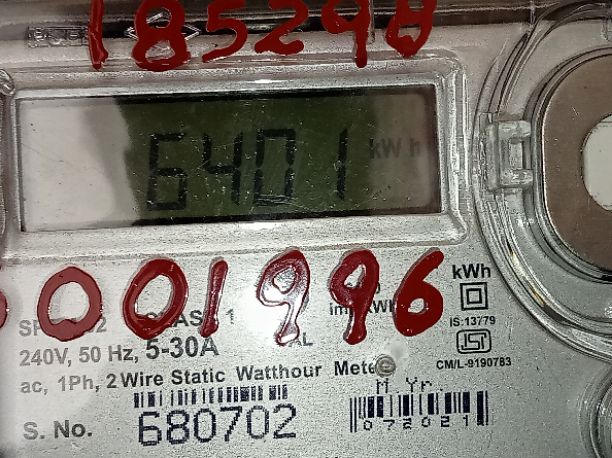 185298
6401 kWh
001996
kWh
240V, 50 Hz, 5-30A
IS:13779
ac, 1Ph, 2 Wire Static Watthour Meter
CM/L-9190783
M Yr.
S. No. 680702
072021